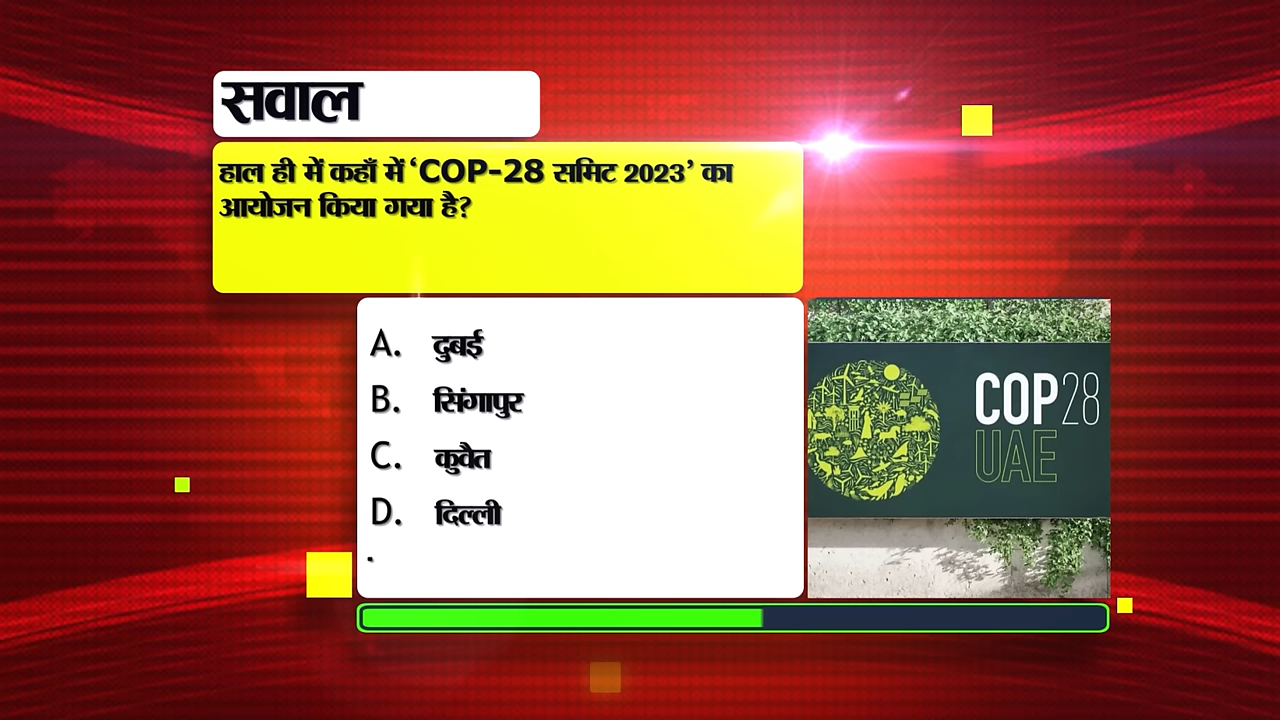 सवाल
हाल ही में कहाँ में ‘COP-28 समिट 2023’ का
आयोजन किया गया है?
A. दुबई
B. सिंगापुर
C. कुवैत
D. दिल्ली
.
COP28
UAE